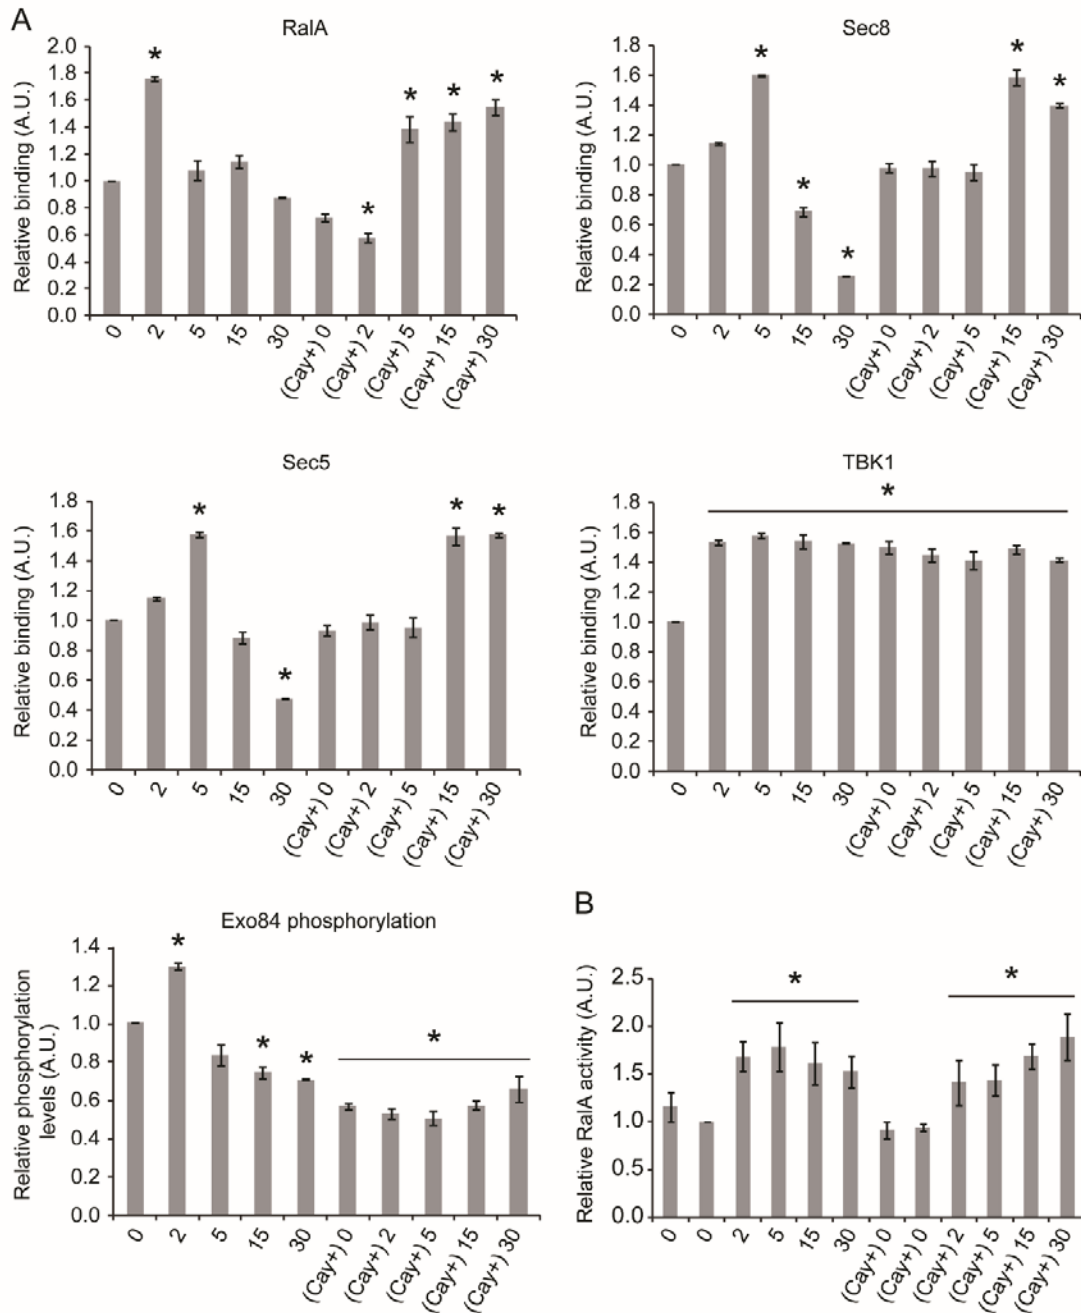 A
RalA
Relative binding (A.U.)
2.0
1.8
1.6
1.4
1.2
1.0
0.8
0.6
0.4
0.2
0.0
* * * * *
0 2 5 15 30 (Cay+) 0 (Cay+) 2 (Cay+) 5 (Cay+) 15 (Cay+) 30
Sec8
Relative binding (A.U.)
1.8
1.6
1.4
1.2
1.0
0.8
0.6
0.4
0.2
0.0
* * * * *
0 2 5 15 30 (Cay+) 0 (Cay+) 2 (Cay+) 5 (Cay+) 15 (Cay+) 30
Sec5
Relative binding (A.U.)
1.8
1.6
1.4
1.2
1.0
0.8
0.6
0.4
0.2
0.0
* * * *
0 2 5 15 30 (Cay+) 0 (Cay+) 2 (Cay+) 5 (Cay+) 15 (Cay+) 30
TBK1
Relative binding (A.U.)
1.8
1.6
1.4
1.2
1.0
0.8
0.6
0.4
0.2
0.0
*
0 2 5 15 30 (Cay+) 0 (Cay+) 2 (Cay+) 5 (Cay+) 15 (Cay+) 30
Exo84 phosphorylation
Relative phosphorylation
levels (A.U.)
1.4
1.2
1.0
0.8
0.6
0.4
0.2
0.0
* * * *
0 2 5 15 30 (Cay+) 0 (Cay+) 2 (Cay+) 5 (Cay+) 15 (Cay+) 30
B
Relative RalA activity (A.U.)
2.5
2.0
1.5
1.0
0.5
0.0
* *
0 0 2 5 15 30 (Cay+) 0 (Cay+) 0 (Cay+) 2 (Cay+) 5 (Cay+) 15 (Cay+) 30